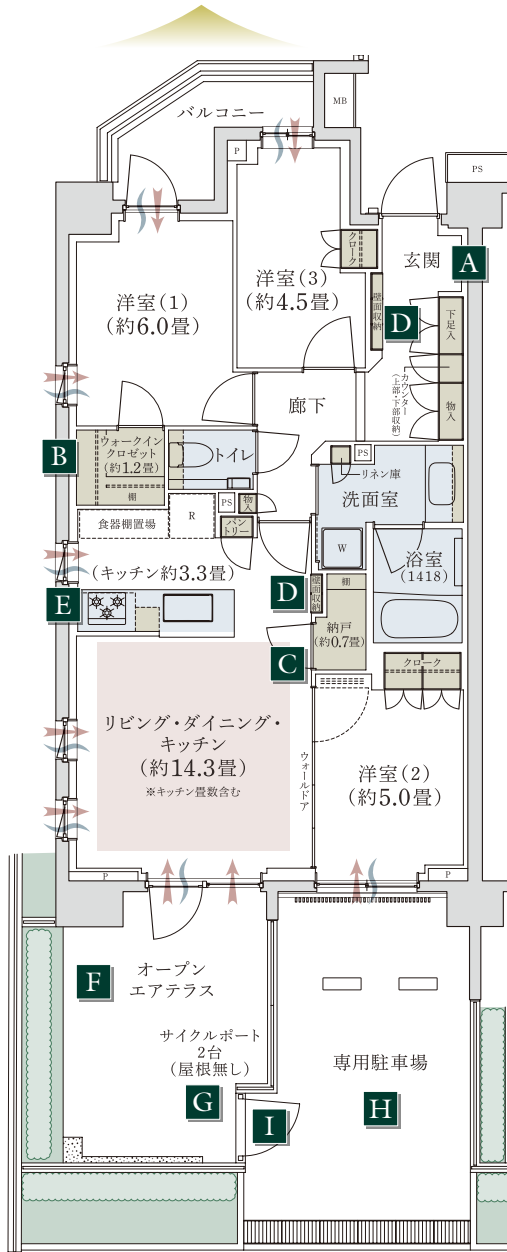 バルコニー
MB
P
PS
クローク
玄関
A
洋室(3)
(約4.5畳)
洋室(1)
(約6.0畳)
壁面収納
D
下足入
カウンター
(上部・下部収納)
物入
廊下
B
ウォークイン
クロゼット
(約1.2畳)
棚
トイレ
PS
リネン庫
洗面室
食器棚置場
R
PS
物入
パントリー
W
浴室
(1418)
(キッチン約3.3畳)
E
D
壁面収納
棚
納戸
(約0.7畳)
C
クローク
リビング・ダイニング・
キッチン
(約14.3畳)
※キッチン畳数含む
ウォールドア
洋室(2)
(約5.0畳)
P
P
F
オープン
エアテラス
サイクルポート
2台
(屋根無し)
G
I
専用駐車場
H